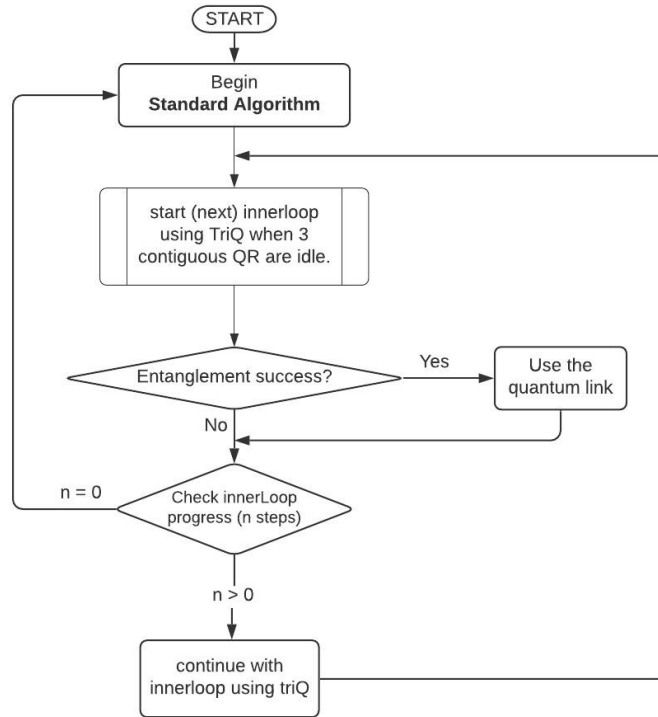 START
Begin
Standard Algorithm
start (next) innerloop
using TriQ when 3
contiguous QR are idle.
Entanglement success?
Yes
Use the
quantum link
No
Check innerLoop
progress (n steps)
n = 0
n > 0
continue with
innerloop using triQ